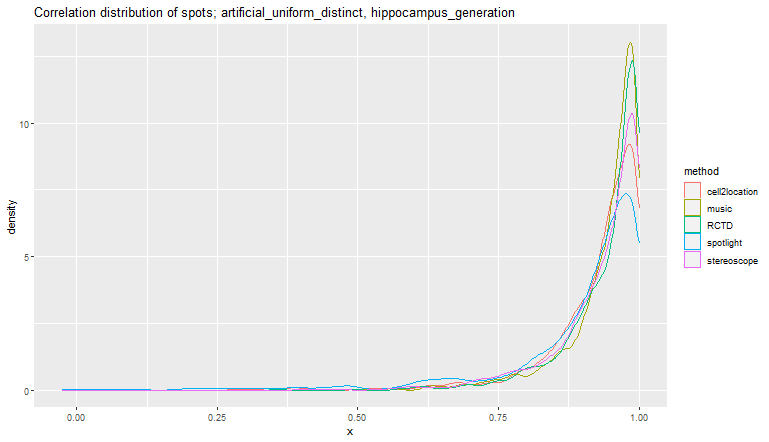 Correlation distribution of spots; artificial_uniform_distinct, hippocampus_generation
density
10
5
0
0.00
0.25
0.50
0.75
1.00
x
method
cell2location
music
RCTD
spotlight
stereoscope